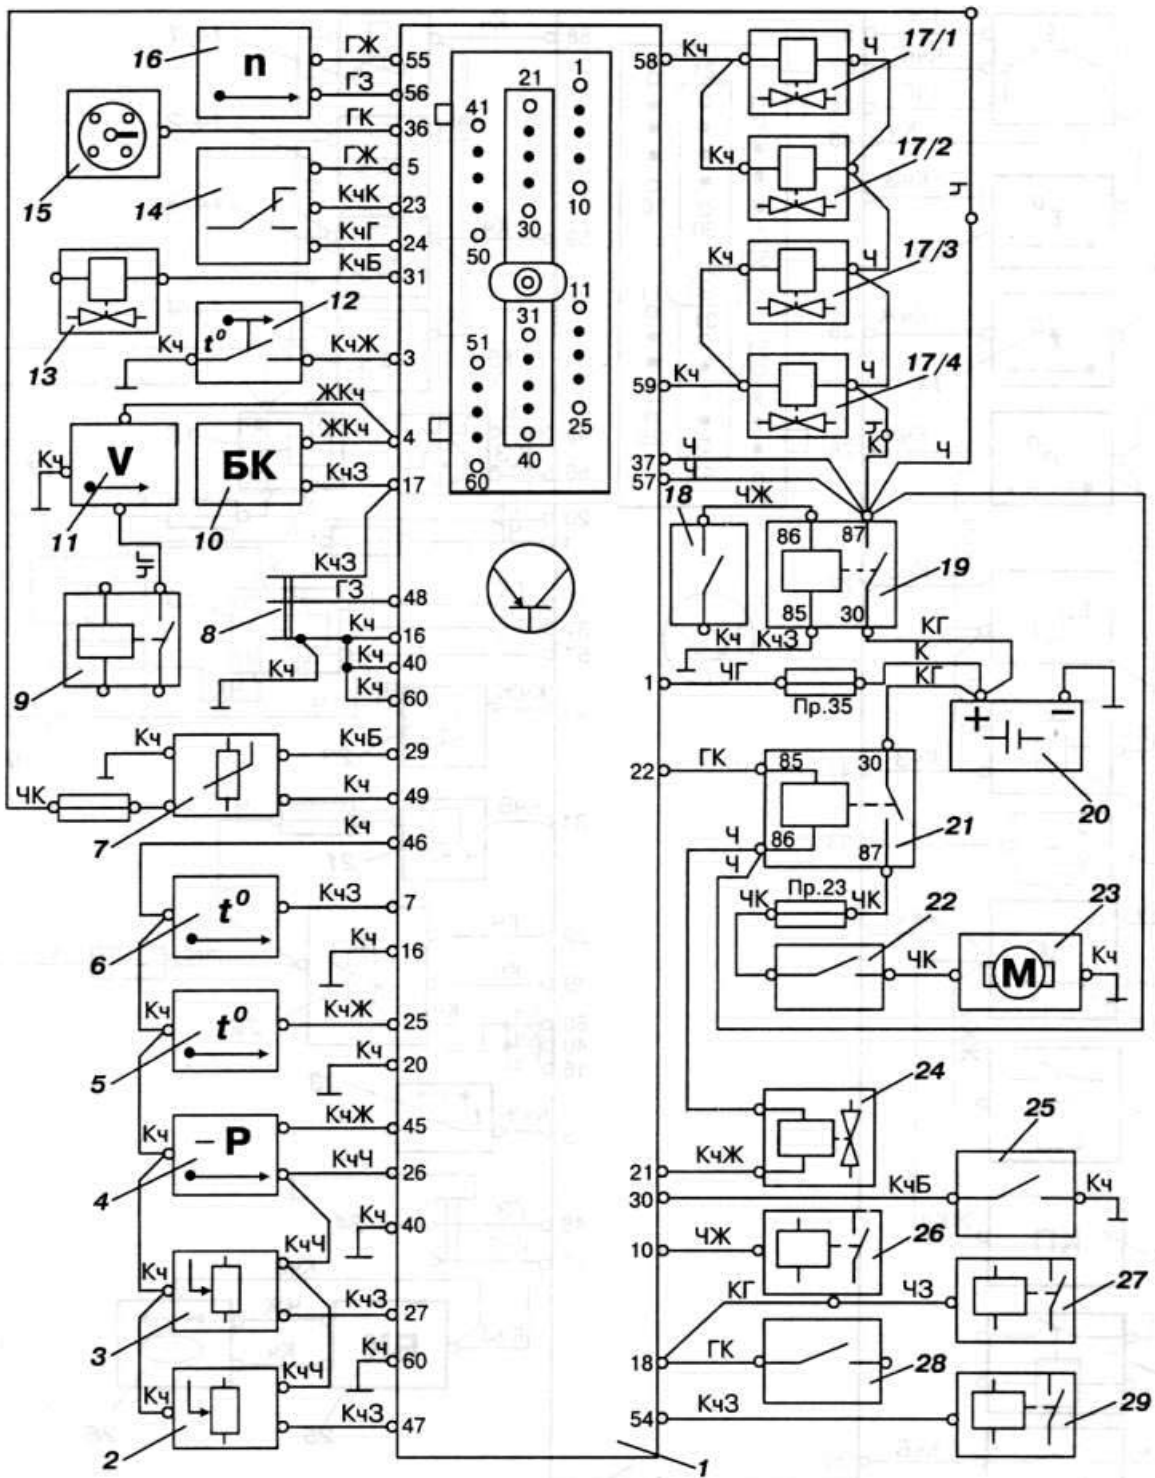 16
n
ГЖ
55
ГЗ
56
15
ГК
36
14
ГЖ
5
КчК
23
КчГ
24
13
КчБ
31
12
Кч
t⁰
КчЖ
3
ЖКч
11
V
Кч
10
БК
ЖКч
4
КчЗ
17
ЧГ
9
8
КчЗ
ГЗ
48
Кч
16
Кч
40
Кч
60
Кч
7
Кч
КчБ
29
ЧК
Кч
49
Кч
46
6
t⁰
КчЗ
7
Кч
16
5
Кч
t⁰
КчЖ
25
Кч
20
4
Кч
– P
КчЖ
45
КчЧ
26
Кч
40
3
Кч
КчЧ
КчЗ
27
Кч
60
2
Кч
КчЧ
КчЗ
47
41
21
1
50
30
10
51
31
11
60
40
25
1
58
Кч
Ч
17/1
Кч
17/2
Кч
Ч
17/3
59
Кч
Ч
17/4
Ч
Ч
К
Ч
37
Ч
57
Ч
18
ЧЖ
86
87
19
85
30
Кч
КчЗ
КГ
К
КГ
1
ЧГ
Пр.35
+
–
20
22
ГК
85
30
21
86
87
Ч
Ч
ЧК
Пр.23
ЧК
22
ЧК
23
М
Кч
24
21
КчЖ
25
30
КчБ
Кч
10
ЧЖ
26
КГ
ЧЗ
27
18
ГК
28
54
КчЗ
29